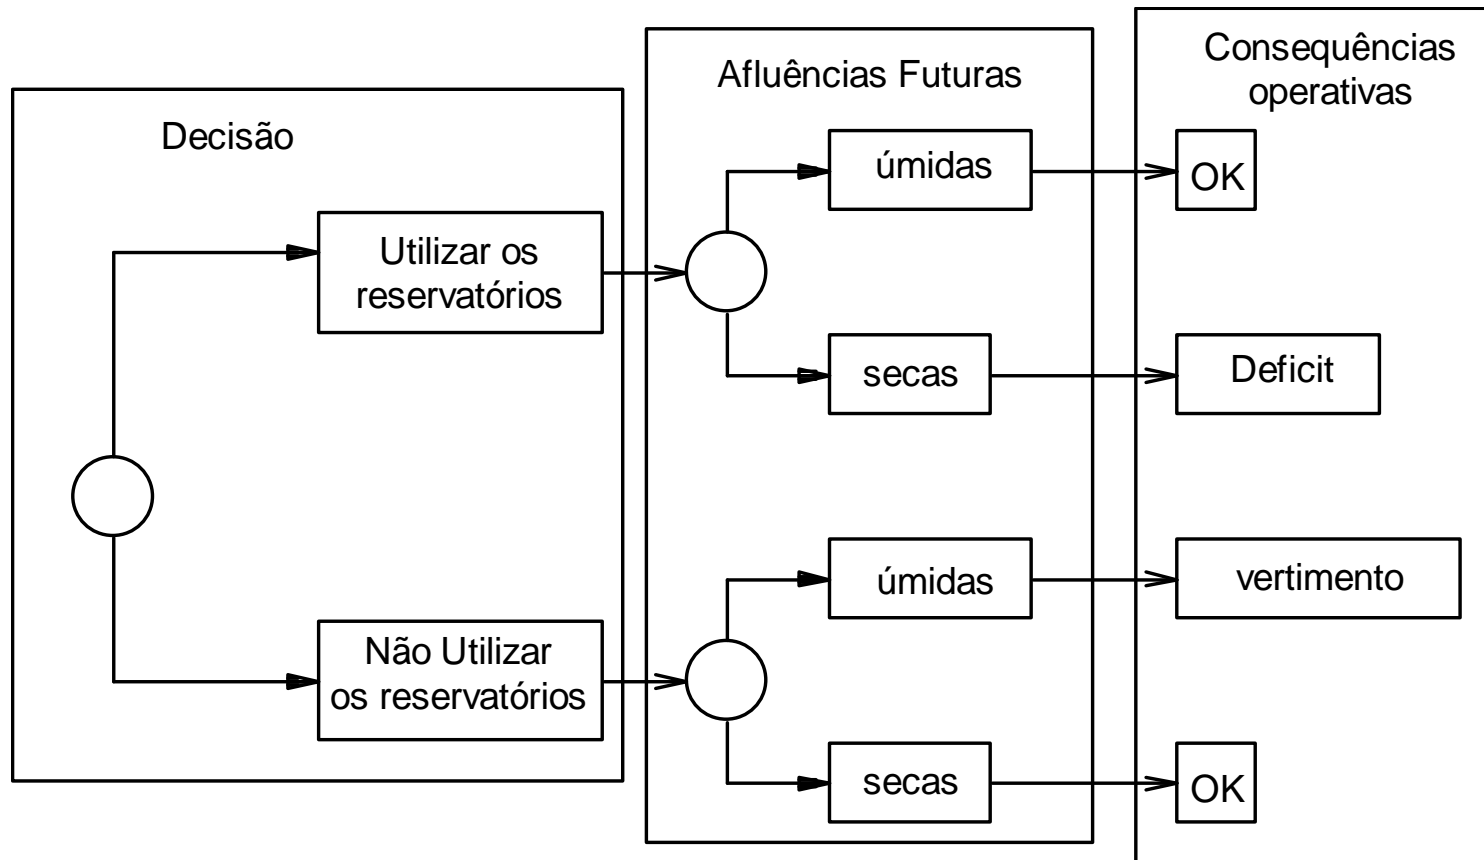 Decisão
Utilizar os
reservatórios
Não Utilizar
os reservatórios
Afluências Futuras
úmidas
secas
úmidas
secas
Consequências
operativas
OK
Deficit
vertimento
OK